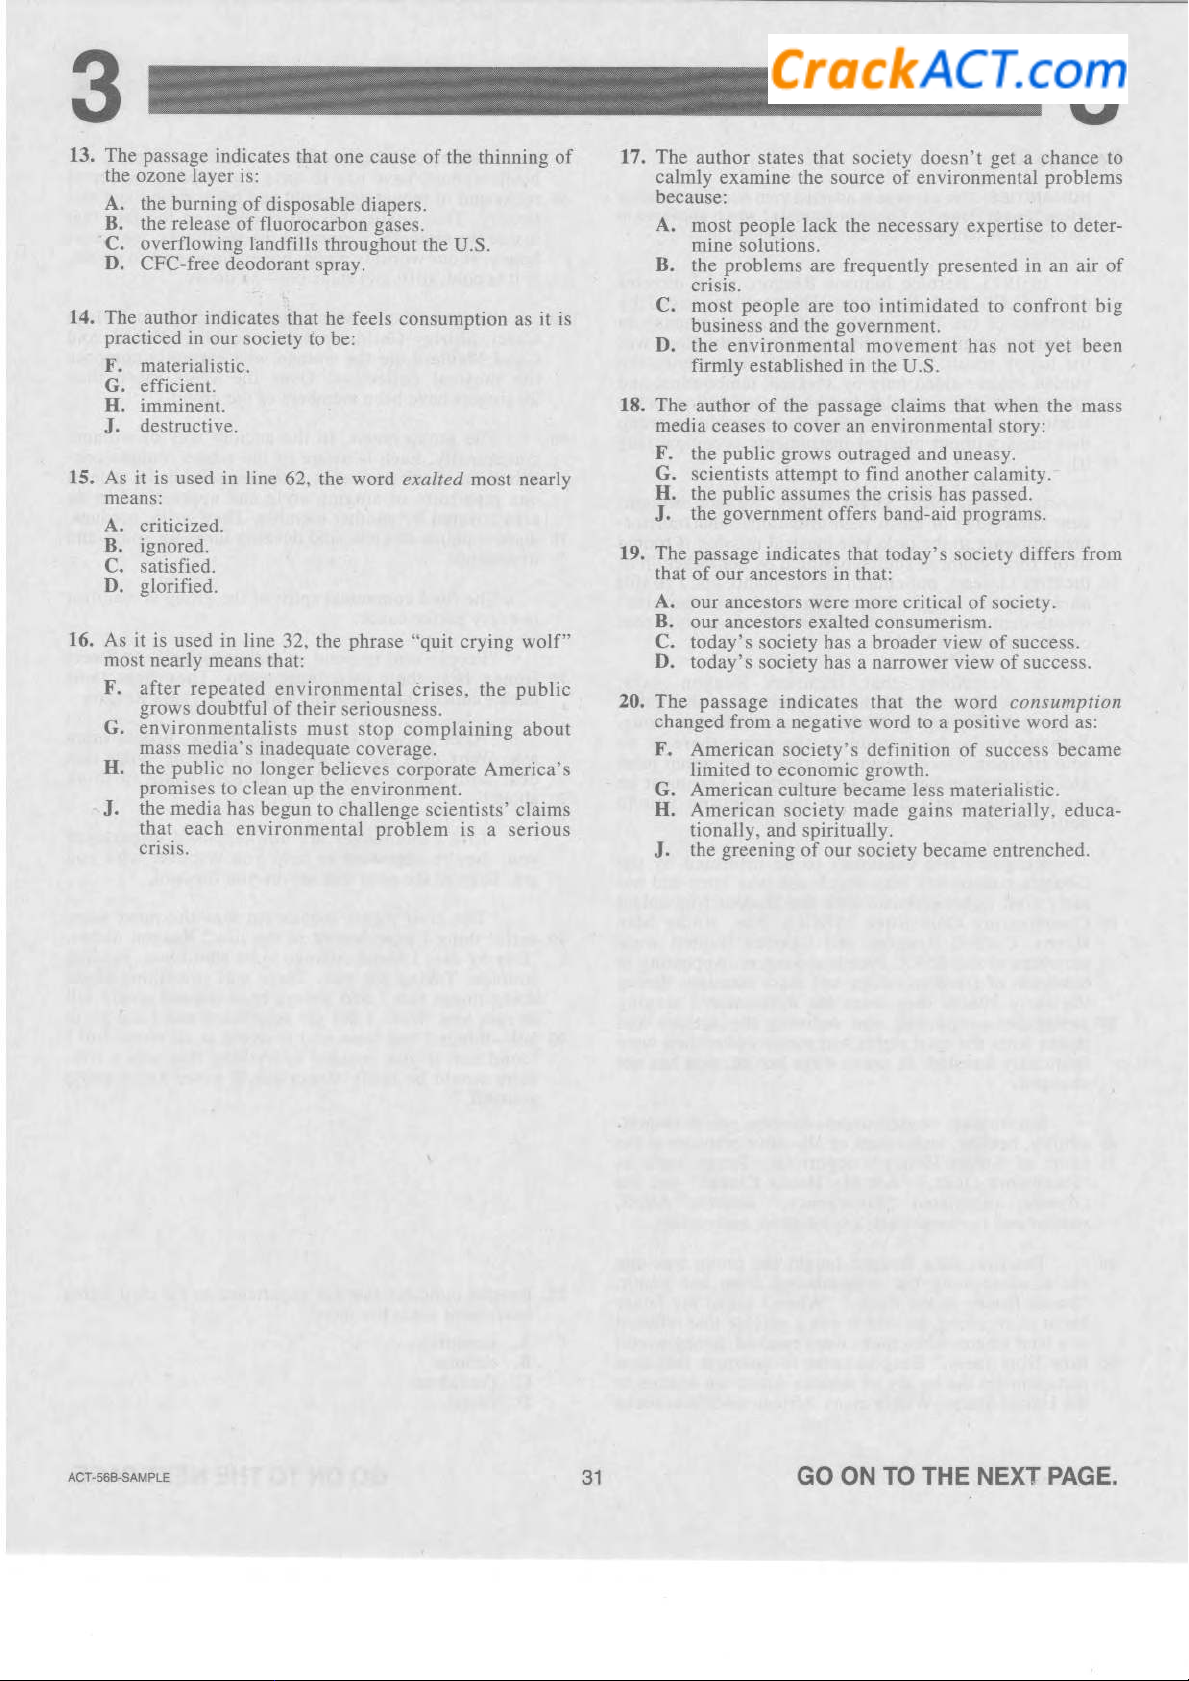 3
CrackACT.com
13. The passage indicates that one cause of the thinning of
the ozone layer is:
A. the burning of disposable diapers.
B. the release of fluorocarbon gases.
C. overflowing landfills throughout the U.S.
D. CFC-free deodorant spray.
14. The author indicates that he feels consumption as it is
practiced in our society to be:
F. materialistic.
G. efficient.
H. imminent.
J. destructive.
15. As it is used in line 62, the word exalted most nearly
means:
A. criticized.
B. ignored.
C. satisfied.
D. glorified.
16. As it is used in line 32, the phrase “quit crying wolf”
most nearly means that:
F. after repeated environmental crises, the public
grows doubtful of their seriousness.
G. environmentalists must stop complaining about
mass media's inadequate coverage.
H. the public no longer believes corporate America's
promises to clean up the environment.
J. the media has begun to challenge scientists' claims
that each environmental problem is a serious
crisis.
17. The author states that society doesn't get a chance to
calmly examine the source of environmental problems
because:
A. most people lack the necessary expertise to deter-
mine solutions.
B. the problems are frequently presented in an air of
crisis.
C. most people are too intimidated to confront big
business and the government.
D. the environmental movement has not yet been
firmly established in the U.S.
18. The author of the passage claims that when the mass
media ceases to cover an environmental story:
F. the public grows outraged and uneasy.
G. scientists attempt to find another calamity.
H. the public assumes the crisis has passed.
J. the government offers band-aid programs.
19. The passage indicates that today's society differs from
that of our ancestors in that:
A. our ancestors were more critical of society.
B. our ancestors exalted consumerism.
C. today's society has a broader view of success.
D. today's society has a narrower view of success.
20. The passage indicates that the word consumption
changed from a negative word to a positive word as:
F. American society's definition of success became
limited to economic growth.
G. American culture became less materialistic.
H. American society made gains materially, educa-
tionally, and spiritually.
J. the greening of our society became entrenched.
ACT-56B-SAMPLE
31
GO ON TO THE NEXT PAGE.